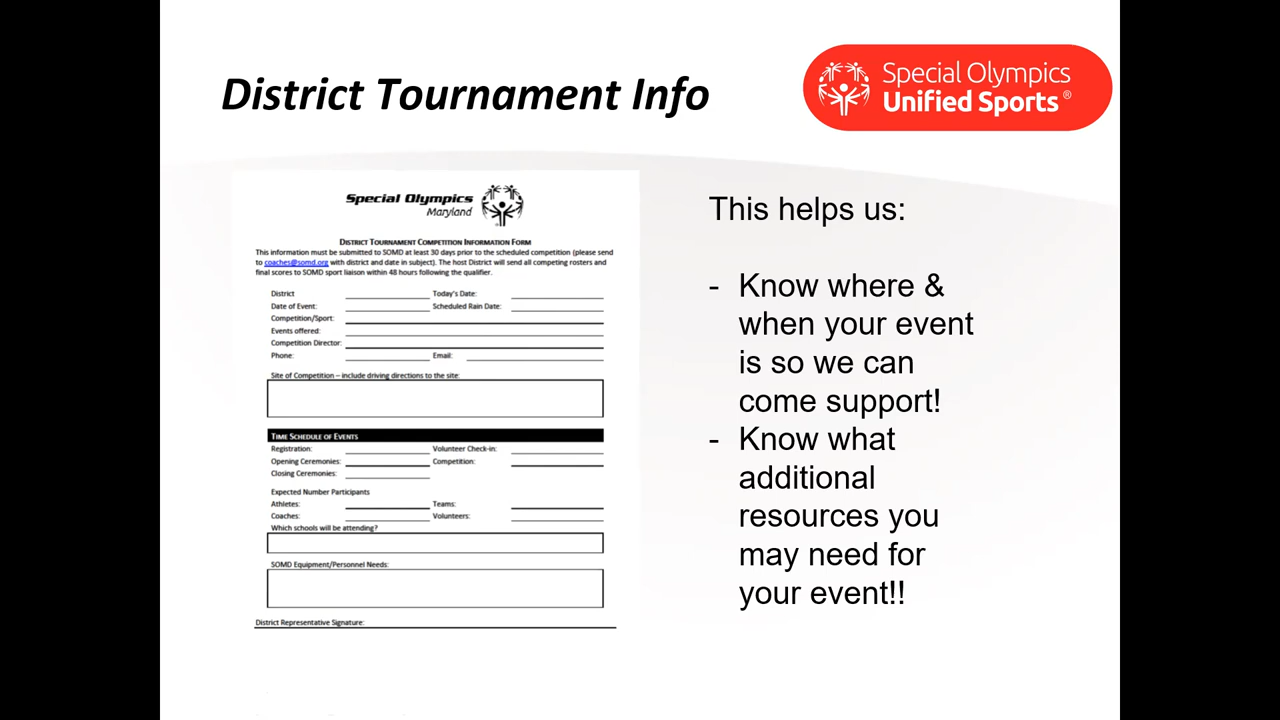 District Tournament Info
Special Olympics
Unified Sports®
Special Olympics
Maryland
DISTRICT TOURNAMENT COMPETITION INFORMATION FORM
This information must be submitted to SOMD at least 30 days prior to the scheduled competition (please send
to coaches@somd.org with district and date in subject). The host District will send all competing rosters and
final scores to SOMD sport liaison within 48 hours following the qualifier.
District Today's Date:
Date of Event: Scheduled Rain Date:
Competition/Sport:
Events offered:
Competition Director:
Phone: Email:
Site of Competition – include driving directions to the site:
TIME SCHEDULE OF EVENTS
Registration: Volunteer Check-in:
Opening Ceremonies: Competition:
Closing Ceremonies:
Expected Number Participants
Athletes: Teams:
Coaches: Volunteers:
Which schools will be attending?
SOMD Equipment/Personnel Needs:
District Representative Signature:
This helps us:
- Know where &
when your event
is so we can
come support!
- Know what
additional
resources you
may need for
your event!!